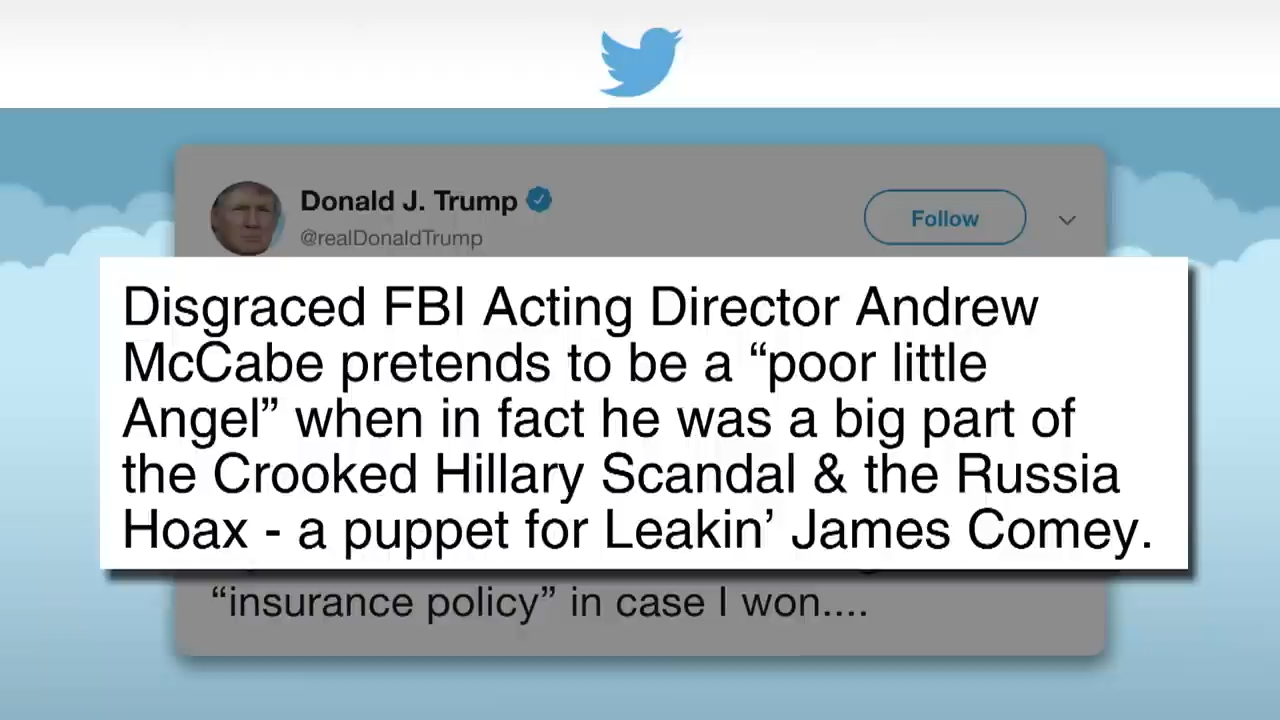 Donald J. Trump
@realDonaldTrump
Follow
Disgraced FBI Acting Director Andrew
McCabe pretends to be a “poor little
Angel” when in fact he was a big part of
the Crooked Hillary Scandal & the Russia
Hoax - a puppet for Leakin’ James Comey.
“insurance policy” in case I won....